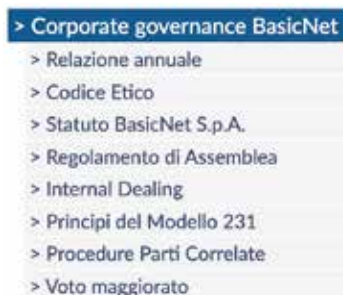 > Corporate governance BasicNet
> Relazione annuale
> Codice Etico
> Statuto BasicNet S.p.A.
> Regolamento di Assemblea
> Internal Dealing
> Principi del Modello 231
> Procedure Parti Correlate
> Voto maggiorato